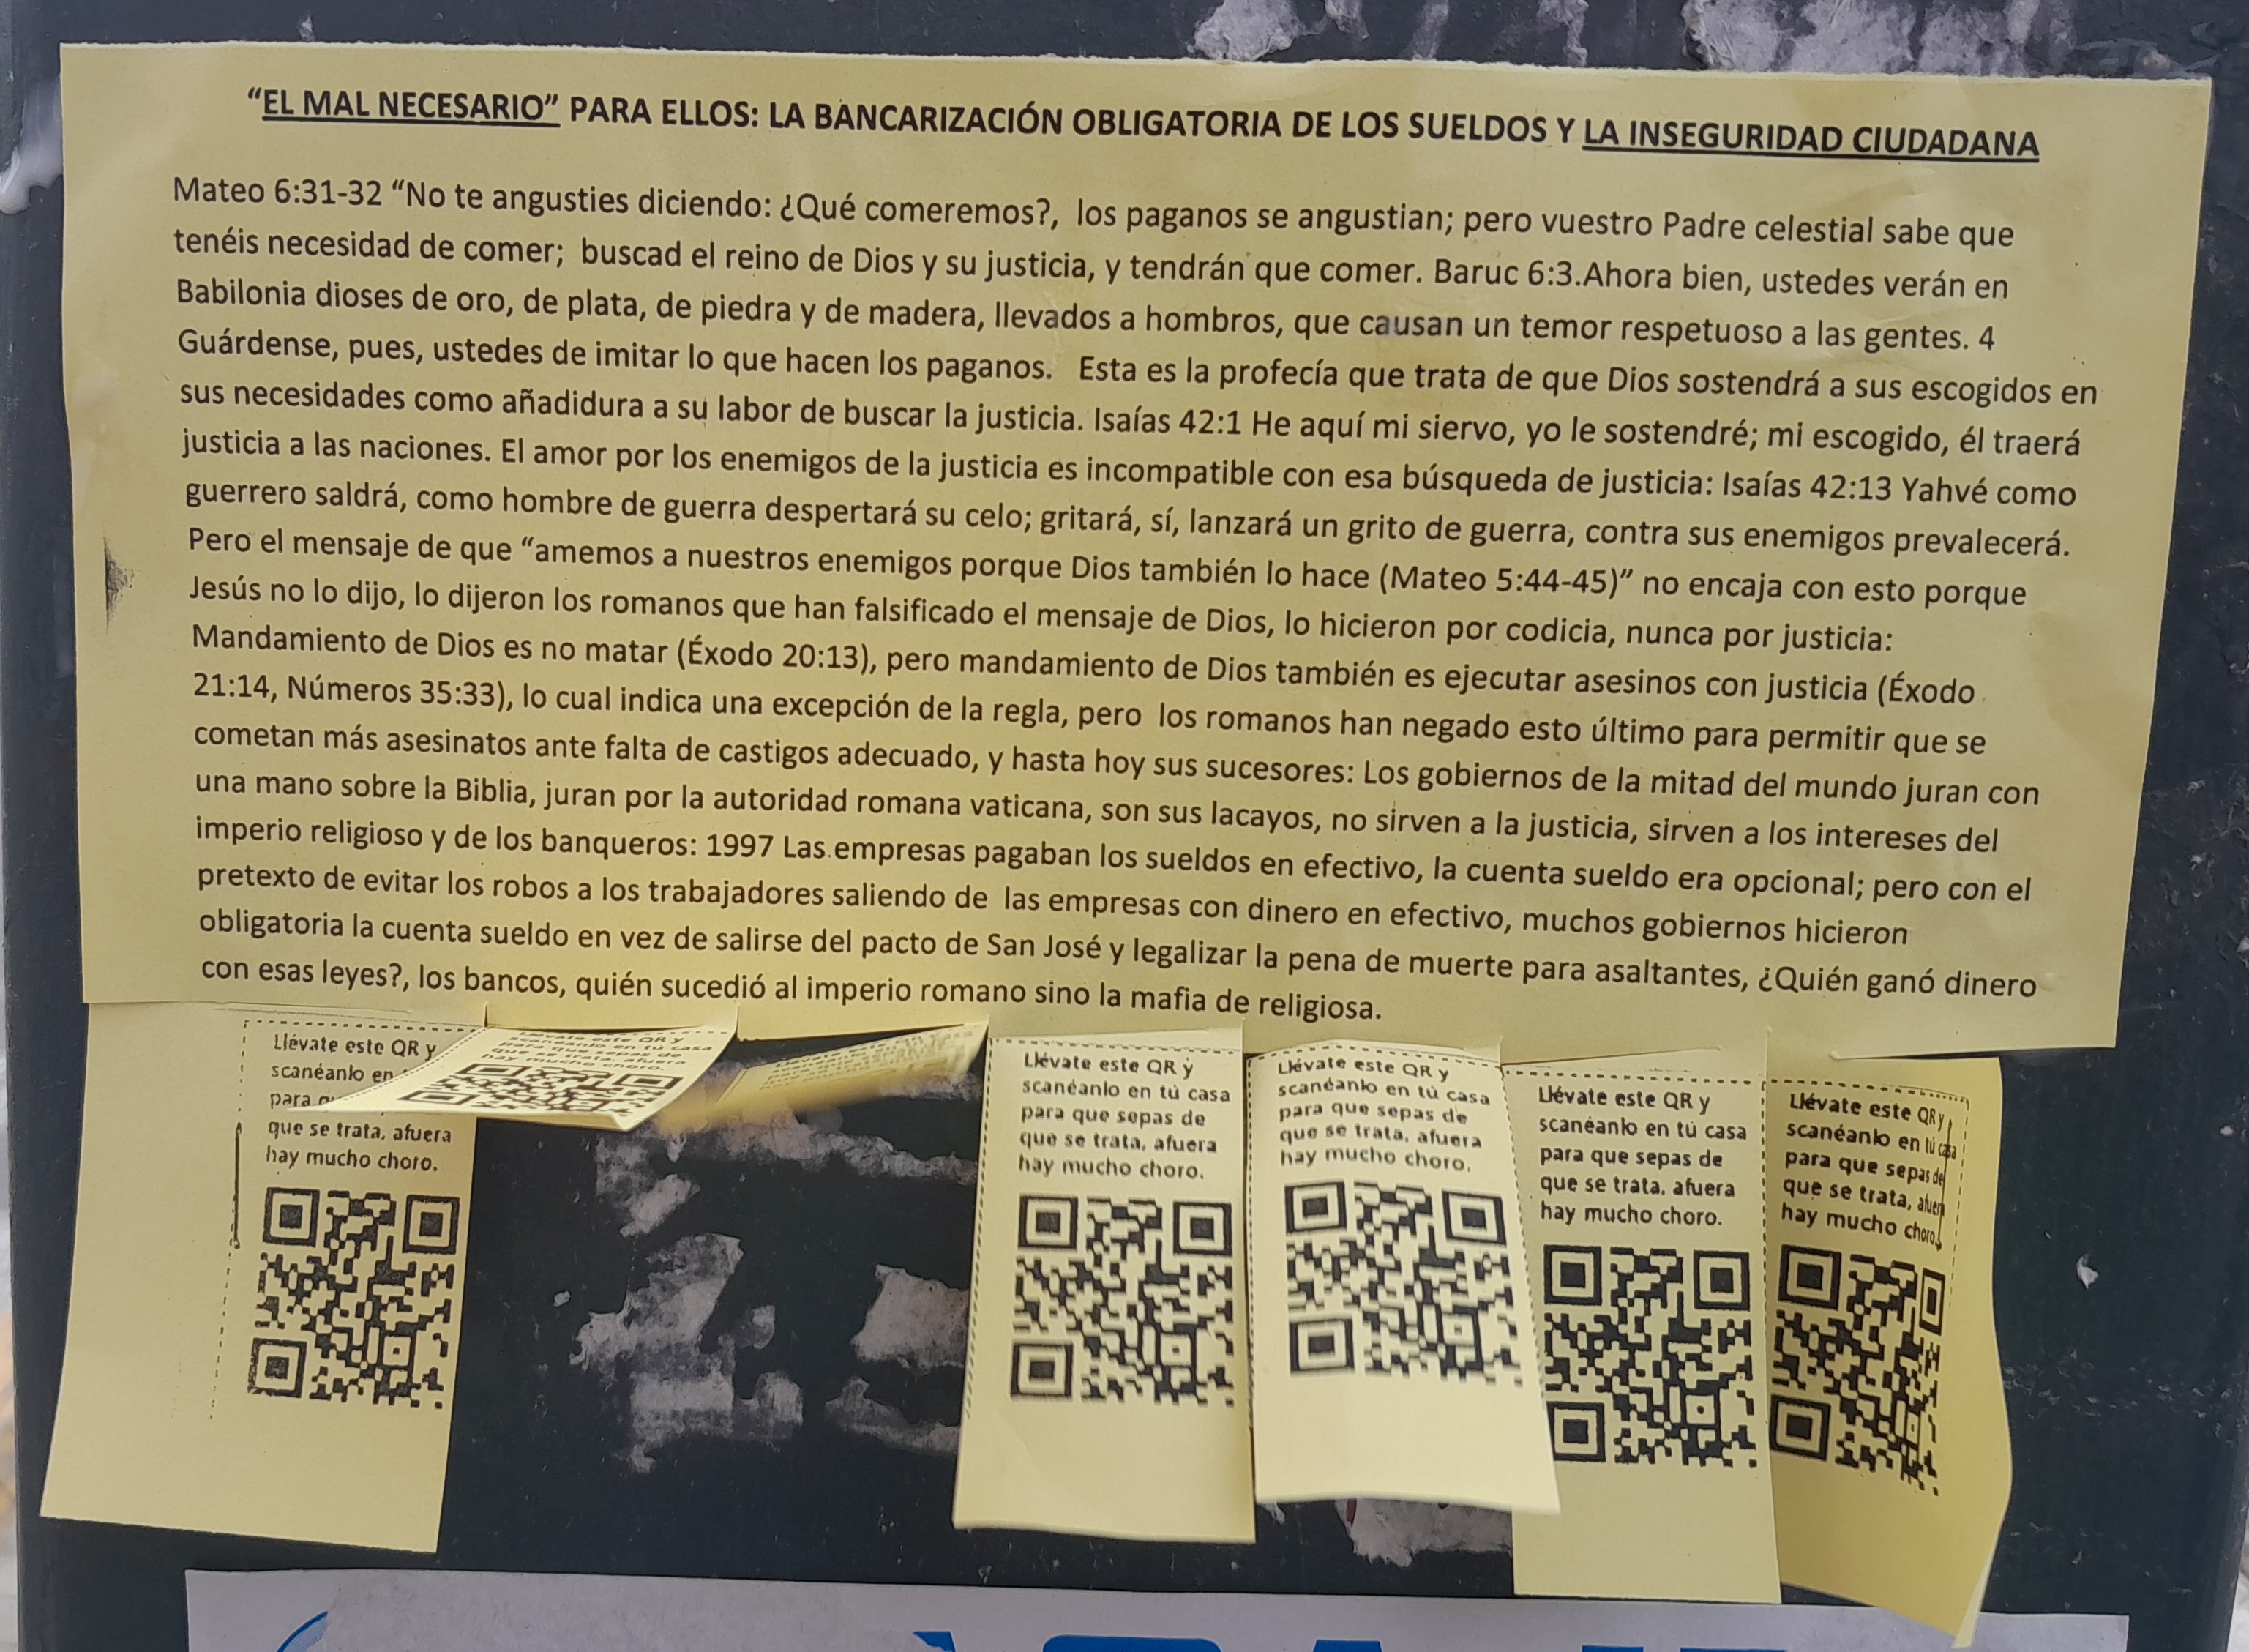 “EL MAL NECESARIO” PARA ELLOS: LA BANCARIZACIÓN OBLIGATORIA DE LOS SUELDOS Y LA INSEGURIDAD CIUDADANA
Mateo 6:31-32 “No te angusties diciendo: ¿Qué comeremos?, los paganos se angustian; pero vuestro Padre celestial sabe que
tenéis necesidad de comer; buscad el reino de Dios y su justicia, y tendrán que comer. Baruc 6:3.Ahora bien, ustedes verán en
Babilonia dioses de oro, de plata, de piedra y de madera, llevados a hombros, que causan un temor respetuoso a las gentes. 4
Guárdense, pues, ustedes de imitar lo que hacen los paganos. Esta es la profecía que trata de que Dios sostendrá a sus escogidos en
sus necesidades como añadidura a su labor de buscar la justicia. Isaías 42:1 He aquí mi siervo, yo le sostendré; mi escogido, él traerá
justicia a las naciones. El amor por los enemigos de la justicia es incompatible con esa búsqueda de justicia: Isaías 42:13 Yahvé como
guerrero saldrá, como hombre de guerra despertará su celo; gritará, sí, lanzará un grito de guerra, contra sus enemigos prevalecerá.
Pero el mensaje de que “amemos a nuestros enemigos porque Dios también lo hace (Mateo 5:44-45)” no encaja con esto porque
Jesús no lo dijo, lo dijeron los romanos que han falsificado el mensaje de Dios, lo hicieron por codicia, nunca por justicia:
Mandamiento de Dios es no matar (Éxodo 20:13), pero mandamiento de Dios también es ejecutar asesinos con justicia (Éxodo
21:14, Números 35:33), lo cual indica una excepción de la regla, pero los romanos han negado esto último para permitir que se
cometan más asesinatos ante falta de castigos adecuado, y hasta hoy sus sucesores: Los gobiernos de la mitad del mundo juran con
una mano sobre la Biblia, juran por la autoridad romana vaticana, son sus lacayos, no sirven a la justicia, sirven a los intereses del
imperio religioso y de los banqueros: 1997 Las empresas pagaban los sueldos en efectivo, la cuenta sueldo era opcional; pero con el
pretexto de evitar los robos a los trabajadores saliendo de las empresas con dinero en efectivo, muchos gobiernos hicieron
obligatoria la cuenta sueldo en vez de salirse del pacto de San José y legalizar la pena de muerte para asaltantes, ¿Quién ganó dinero
con esas leyes?, los bancos, quién sucedió al imperio romano sino la mafia de religiosa.
Llévate este QR y
scanéanlo en
para
que se trata, afuera
hay mucho choro.
scanéanlo en tú casa
para que sepas de
que se trata, afuera
hay mucho choro.
Llévate este QR y
scanéanlo en tú casa
para que sepas de
que se trata, afuera
hay mucho choro.
Llévate este QR y
scanéanlo en tú casa
para que sepas de
que se trata, afuera
hay mucho choro.
Llévate este QR y
scanéanlo en tú casa
para que sepas de
que se trata, afuera
hay mucho choro.
Llévate este QR y
scanéanlo en tú casa
para que sepas de
que se trata, afuera
hay mucho choro.